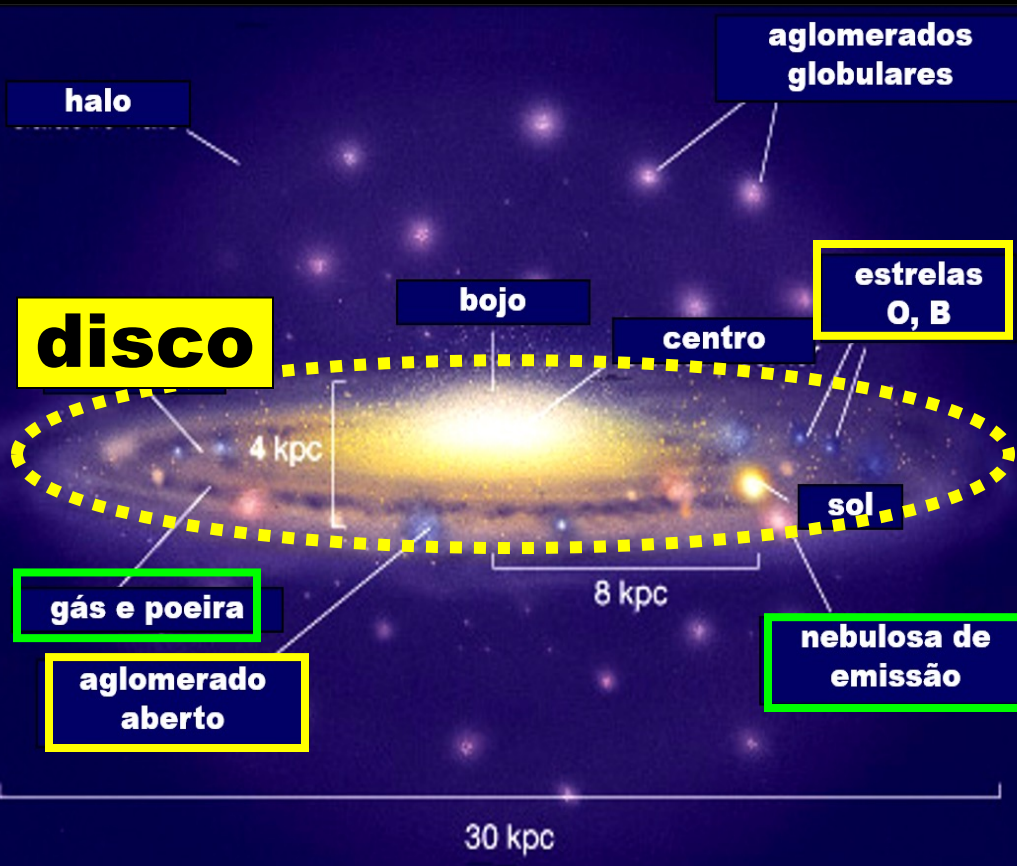 aglomerados
globulares
halo
estrelas
O, B
bojo
disco
centro
4 kpc
sol
8 kpc
gás e poeira
nebulosa de
emissão
aglomerado
aberto
30 kpc